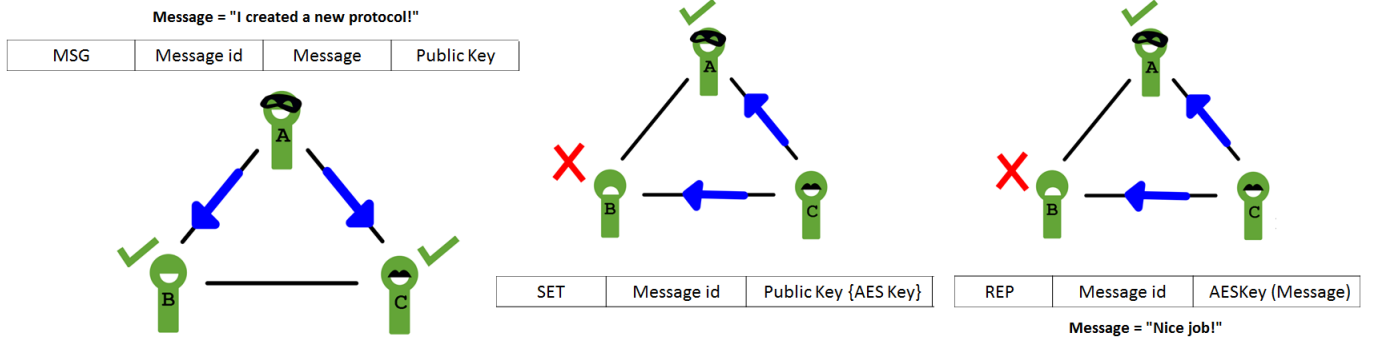 Message = "I created a new protocol!"
MSG Message id Message Public Key
A
B
C
A
B
C
SET Message id Public Key {AES Key}
A
B
C
REP Message id AESKey (Message)
Message = "Nice job!"